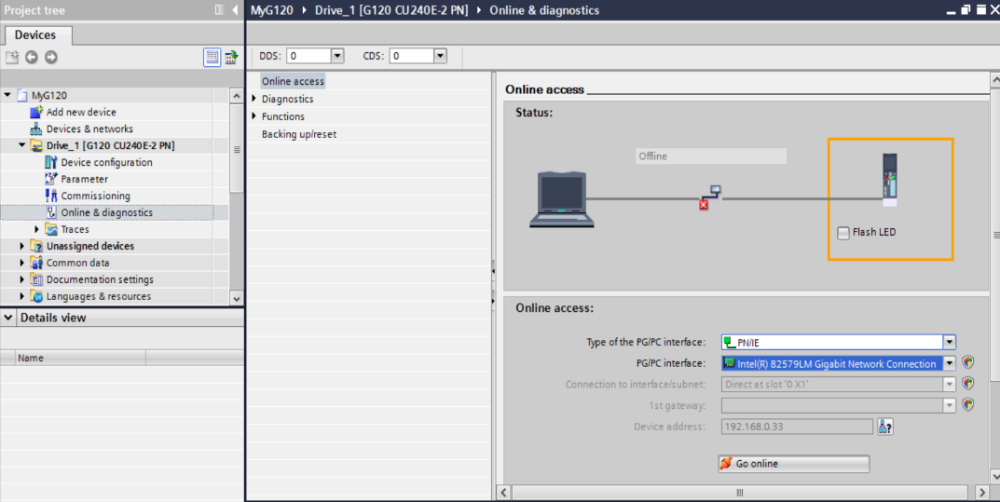 Project tree
MyG120 ▸ Drive_1 [G120 CU240E-2 PN] ▸ Online & diagnostics
Devices
DDS: 0 CDS: 0
MyG120
Add new device
Devices & networks
Drive_1 [G120 CU240E-2 PN]
Device configuration
Parameter
Commissioning
Online & diagnostics
Traces
Unassigned devices
Common data
Documentation settings
Languages & resources
Details view
Name
Online access
Diagnostics
Functions
Backing up/reset
Online access
Status:
Offline
Flash LED
Online access:
Type of the PG/PC interface: PN/IE
PG/PC interface: Intel(R) 82579LM Gigabit Network Connection
Connection to interface/subnet: Direct at slot '0 X1'
1st gateway:
Device address: 192.168.0.33
Go online